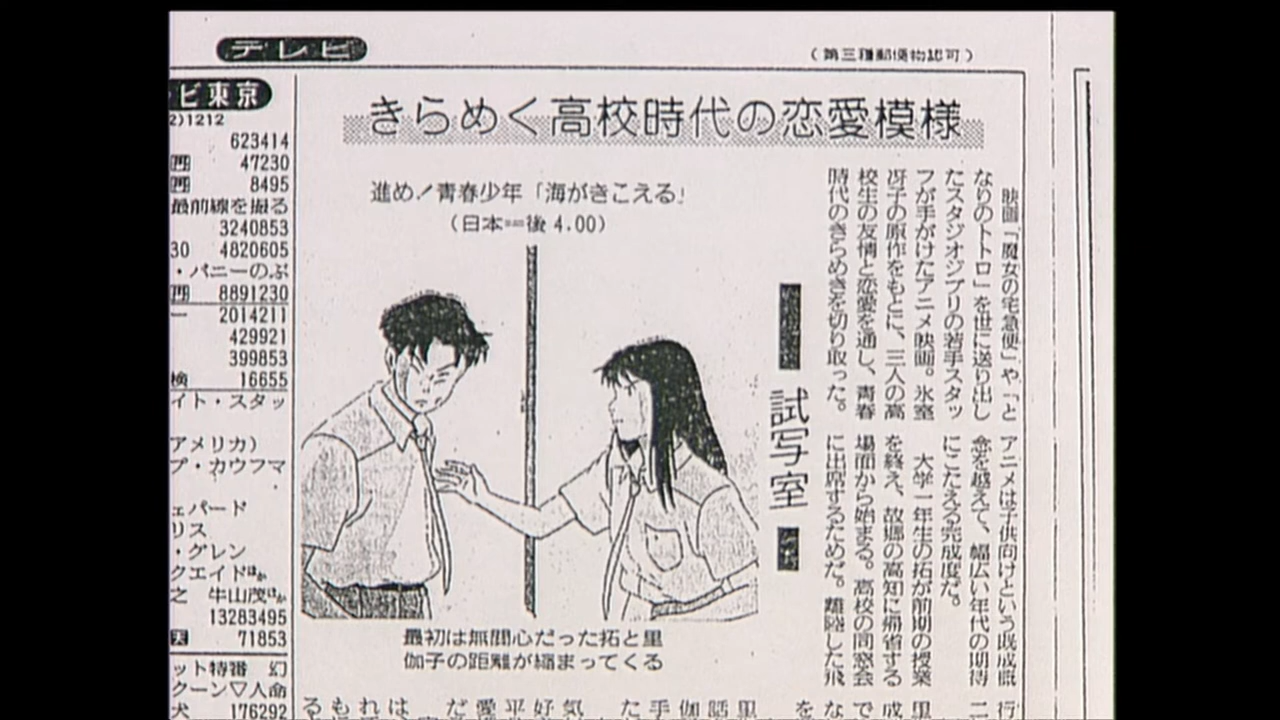 テレビ
（第三種郵便物認可）
ビ東京
2)1212
623414
47230
8495
最前線を撮る
3240853
30 4820605
・バニーのぶ
8891230
2014211
429921
399853
検 16655
イト・スタッ
アメリカ）
プ・カウフマ
ェパード
リス
・グレン
クエイドほか
之 牛山茂ほか
13283495
71853
ット特番 幻
クーン▽人命
犬 176292
きらめく高校時代の恋愛模様
進め！青春少年「海がきこえる」
（日本＝後4.00）
試写室
映画「魔女の宅急便」や「と
なりのトトロ」を世に送り出し
たスタジオジブリの若手スタッ
フが手がけたアニメ映画。氷室
冴子の原作をもとに、三人の高
校生の友情と恋愛を通し、青春
時代のきらめきを切り取った。
アニメは子供向けという既成概
念を越えて、幅広い年代の期待
にこたえる完成度だ。
大学一年生の拓が前期の授業
を終え、故郷の高知に帰省する
場面から始まる。高校の同窓会
に出席するためだ。離陸した飛
最初は無関心だった拓と里
伽子の距離が縮まってくる